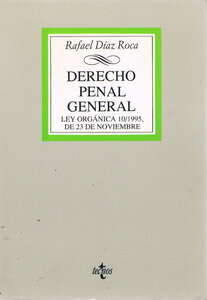 Rafael Díaz Roca
DERECHO
PENAL
GENERAL
LEY ORGÁNICA 10/1995,
DE 23 DE NOVIEMBRE
tecnos